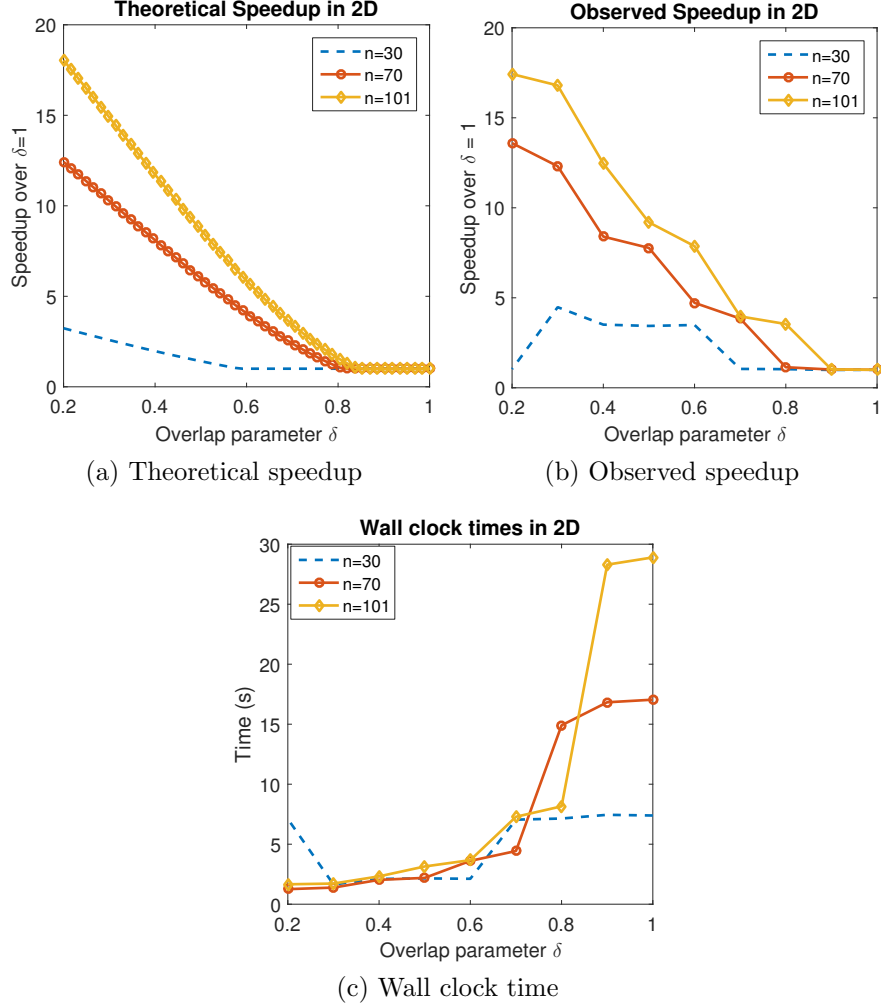 Theoretical Speedup in 2D
20
15
10
5
0
0.2
0.4
0.6
0.8
1
Speedup over δ=1
Overlap parameter δ
n=30
n=70
n=101
(a) Theoretical speedup
Observed Speedup in 2D
20
15
10
5
0
0.2
0.4
0.6
0.8
1
Speedup over δ = 1
Overlap parameter δ
n=30
n=70
n=101
(b) Observed speedup
Wall clock times in 2D
30
25
20
15
10
5
0
0.2
0.4
0.6
0.8
1
Time (s)
Overlap parameter δ
n=30
n=70
n=101
(c) Wall clock time